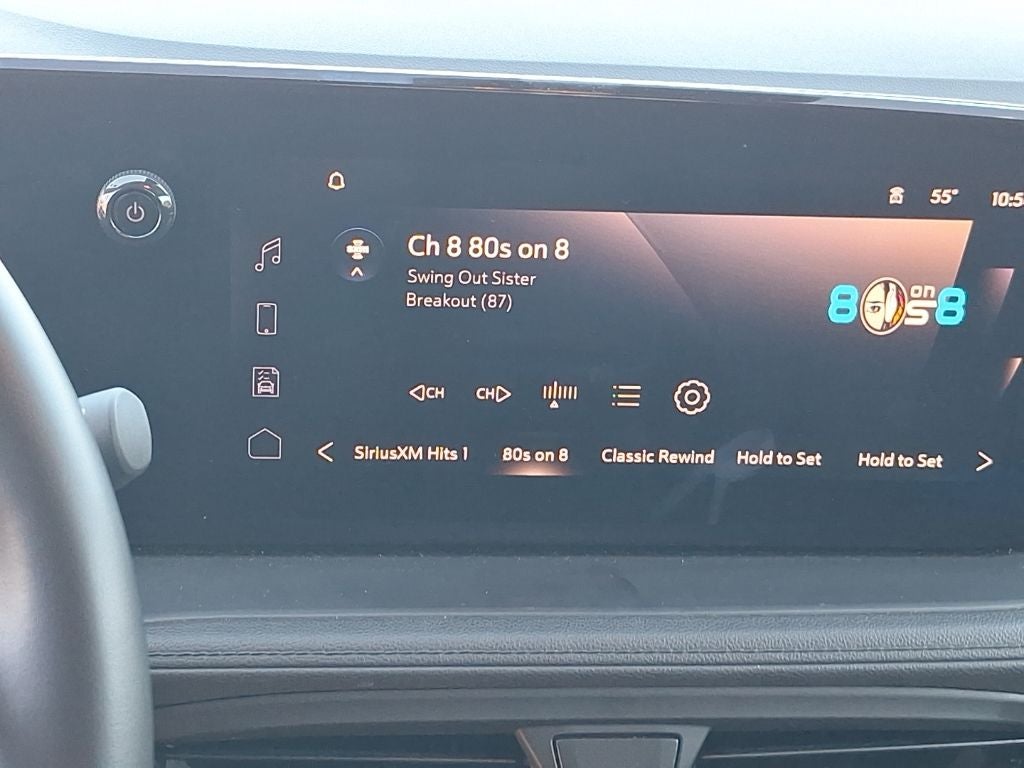 55°
Ch 8 80s on 8
Swing Out Sister
Breakout (87)
80s on 8
CH CH
SiriusXM Hits 1 80s on 8 Classic Rewind Hold to Set Hold to Set